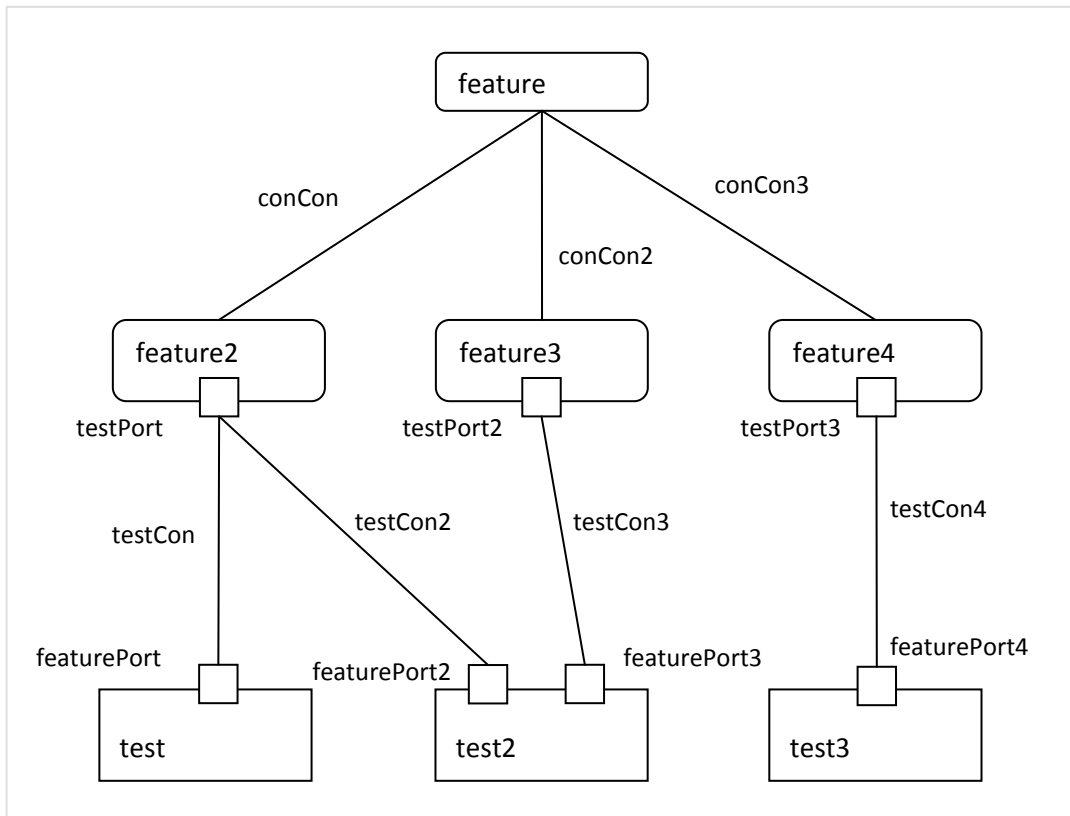 feature
conCon
conCon3
conCon2
feature2
feature3
feature4
testPort
testPort2
testPort3
testCon
testCon2
testCon3
testCon4
featurePort
featurePort2
featurePort3
featurePort4
test
test2
test3